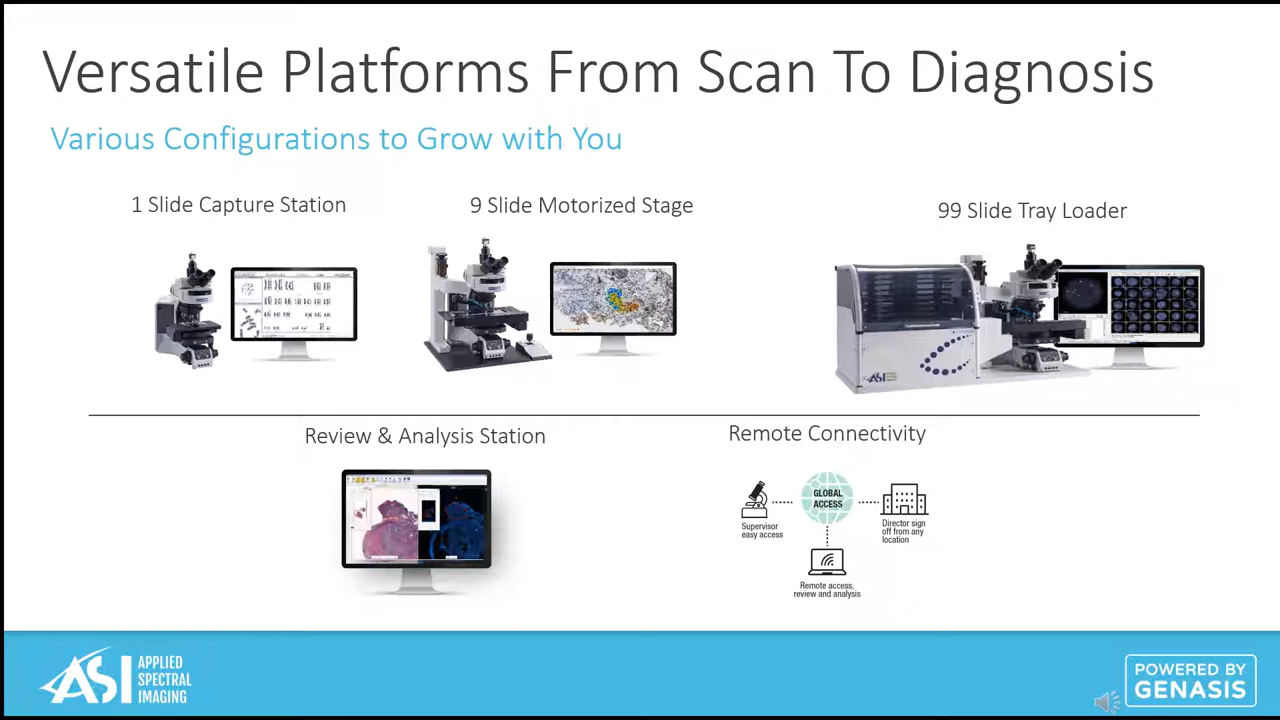 Versatile Platforms From Scan To Diagnosis
Various Configurations to Grow with You
1 Slide Capture Station
9 Slide Motorized Stage
99 Slide Tray Loader
ASI
Review & Analysis Station
Remote Connectivity
GLOBAL
ACCESS
Supervisor
easy access
Director sign
off from any
location
Remote access,
review and analysis
ASI
APPLIED
SPECTRAL
IMAGING
POWERED BY
GENASIS